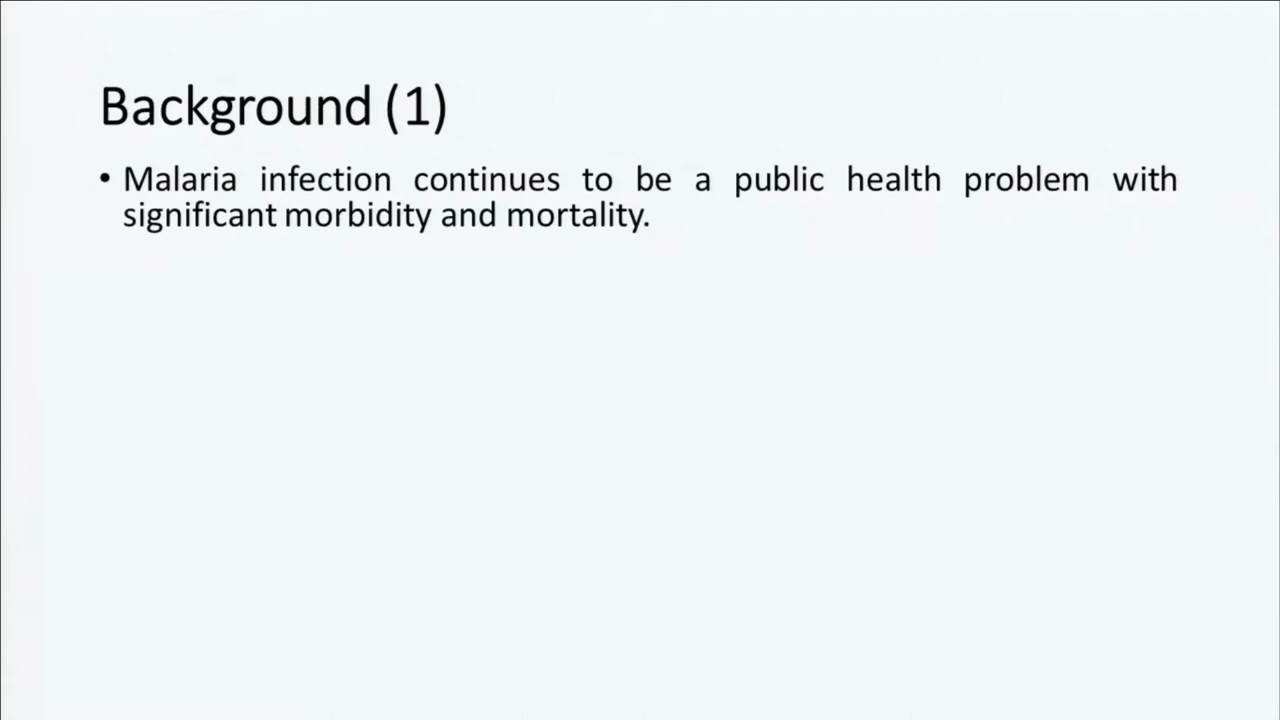 Background (1)
• Malaria infection continues to be a public health problem with
significant morbidity and mortality.